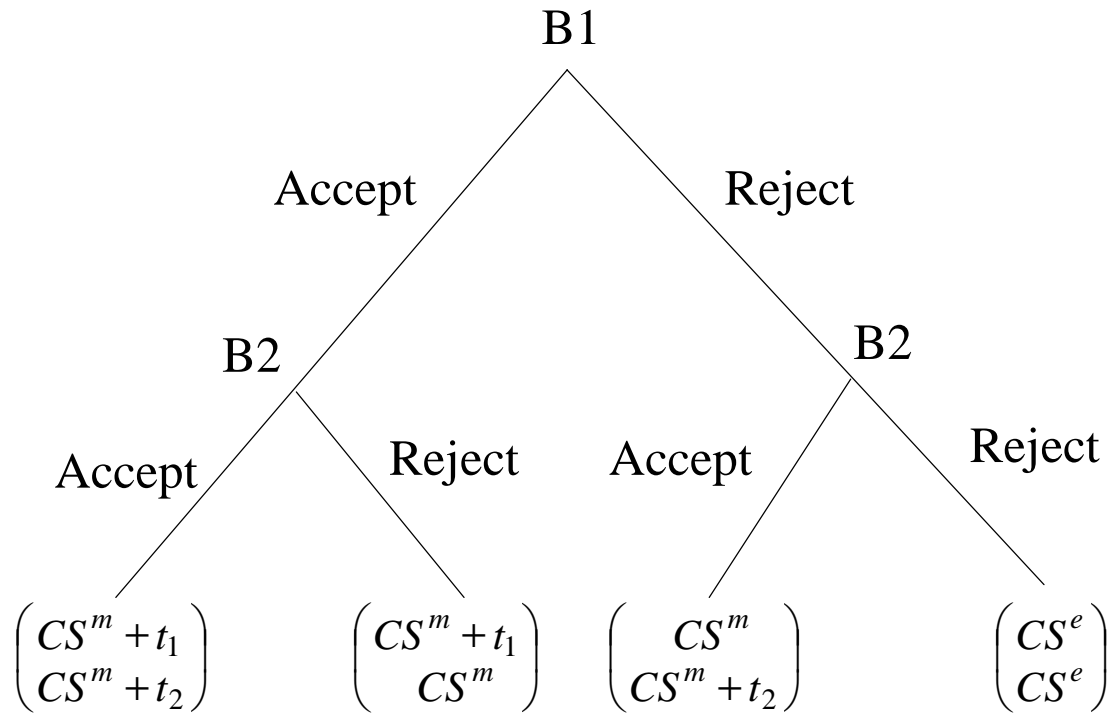 B1
Accept
Reject
B2
B2
Accept
Reject
Accept
Reject
CS^m + t_1
CS^m + t_2
CS^m + t_1
CS^m
CS^m
CS^m + t_2
CS^e
CS^e